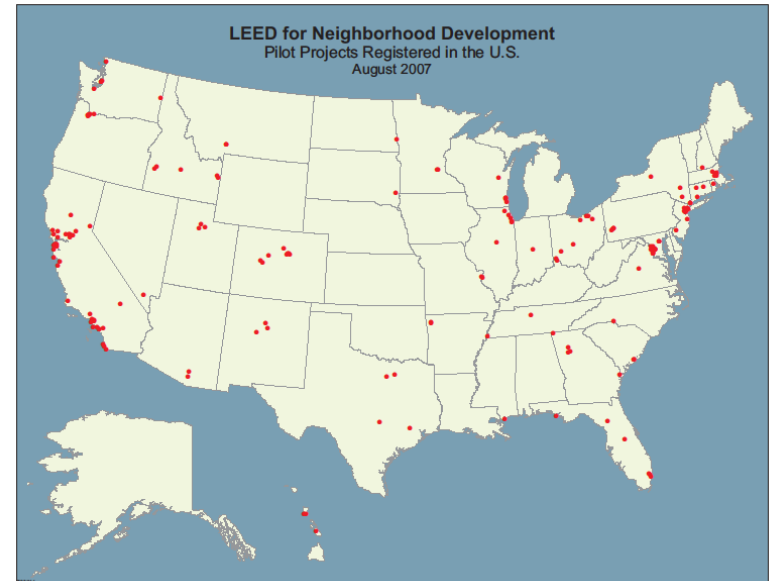 LEED for Neighborhood Development
Pilot Projects Registered in the U.S.
August 2007